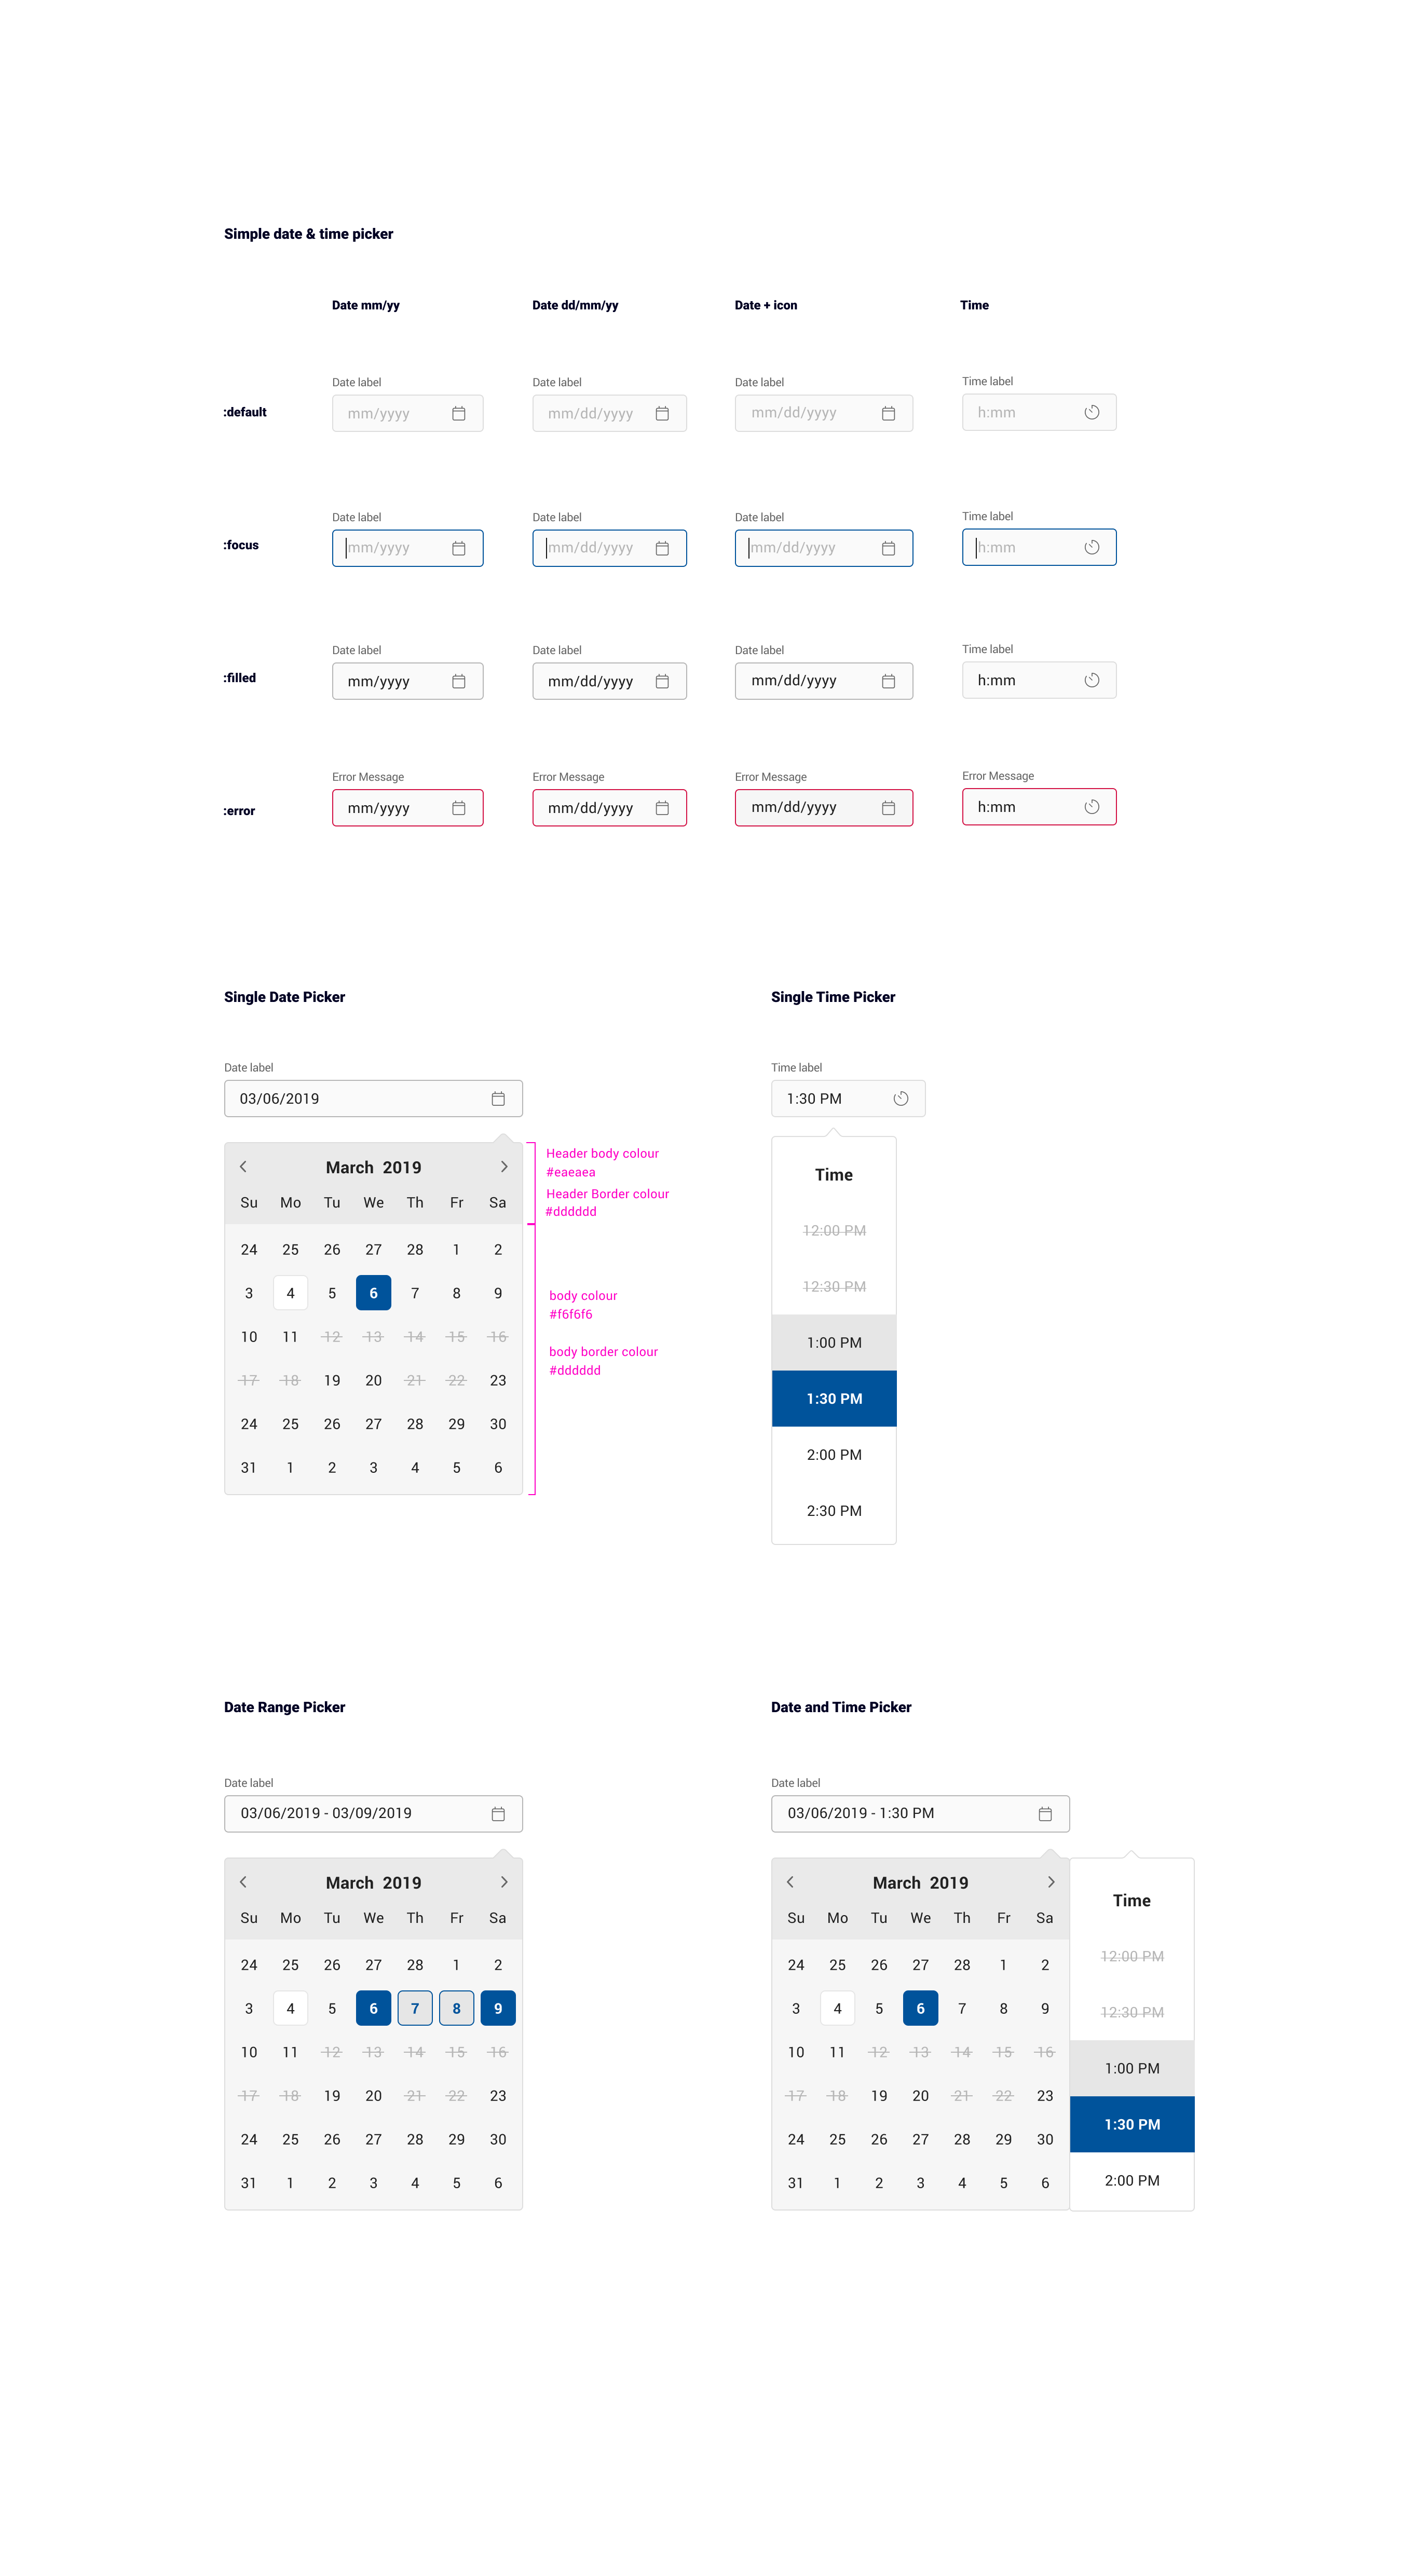 Simple date & time picker
Date mm/yy Date dd/mm/yy Date + icon Time
Date label Date label Date label Time label
:default mm/yyyy mm/dd/yyyy mm/dd/yyyy h:mm
Date label Date label Date label Time label
:focus mm/yyyy mm/dd/yyyy mm/dd/yyyy h:mm
Date label Date label Date label Time label
:filled mm/yyyy mm/dd/yyyy mm/dd/yyyy h:mm
Error Message Error Message Error Message Error Message
:error mm/yyyy mm/dd/yyyy mm/dd/yyyy h:mm
Single Date Picker
Date label
03/06/2019
March 2019
Su Mo Tu We Th Fr Sa
24 25 26 27 28 1 2
3 4 5 6 7 8 9
10 11 12 13 14 15 16
17 18 19 20 21 22 23
24 25 26 27 28 29 30
31 1 2 3 4 5 6
Header body colour
#eaeaea
Header Border colour
#dddddd
body colour
#f6f6f6
body border colour
#dddddd
Single Time Picker
Time label
1:30 PM
Time
12:00 PM
12:30 PM
1:00 PM
1:30 PM
2:00 PM
2:30 PM
Date Range Picker
Date label
03/06/2019 - 03/09/2019
March 2019
Su Mo Tu We Th Fr Sa
24 25 26 27 28 1 2
3 4 5 6 7 8 9
10 11 12 13 14 15 16
17 18 19 20 21 22 23
24 25 26 27 28 29 30
31 1 2 3 4 5 6
Date and Time Picker
Date label
03/06/2019 - 1:30 PM
March 2019
Su Mo Tu We Th Fr Sa
24 25 26 27 28 1 2
3 4 5 6 7 8 9
10 11 12 13 14 15 16
17 18 19 20 21 22 23
24 25 26 27 28 29 30
31 1 2 3 4 5 6
Time
12:00 PM
12:30 PM
1:00 PM
1:30 PM
2:00 PM